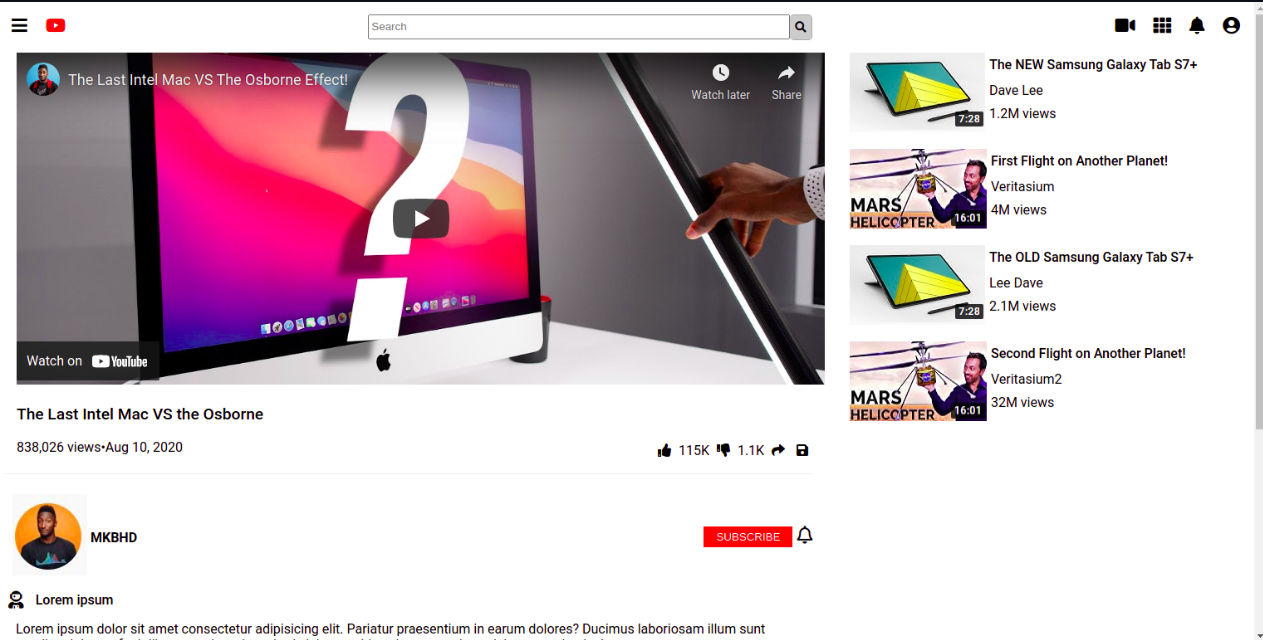 Search
The Last Intel Mac VS The Osborne Effect!
Watch later
Share
Watch on YouTube
The Last Intel Mac VS the Osborne
838,026 views•Aug 10, 2020
115K 1.1K
MKBHD
SUBSCRIBE
Lorem ipsum
Lorem ipsum dolor sit amet consectetur adipisicing elit. Pariatur praesentium in earum dolores? Ducimus laboriosam illum sunt
7:28
The NEW Samsung Galaxy Tab S7+
Dave Lee
1.2M views
MARS
HELICOPTER
16:01
First Flight on Another Planet!
Veritasium
4M views
7:28
The OLD Samsung Galaxy Tab S7+
Lee Dave
2.1M views
MARS
HELICOPTER
16:01
Second Flight on Another Planet!
Veritasium2
32M views